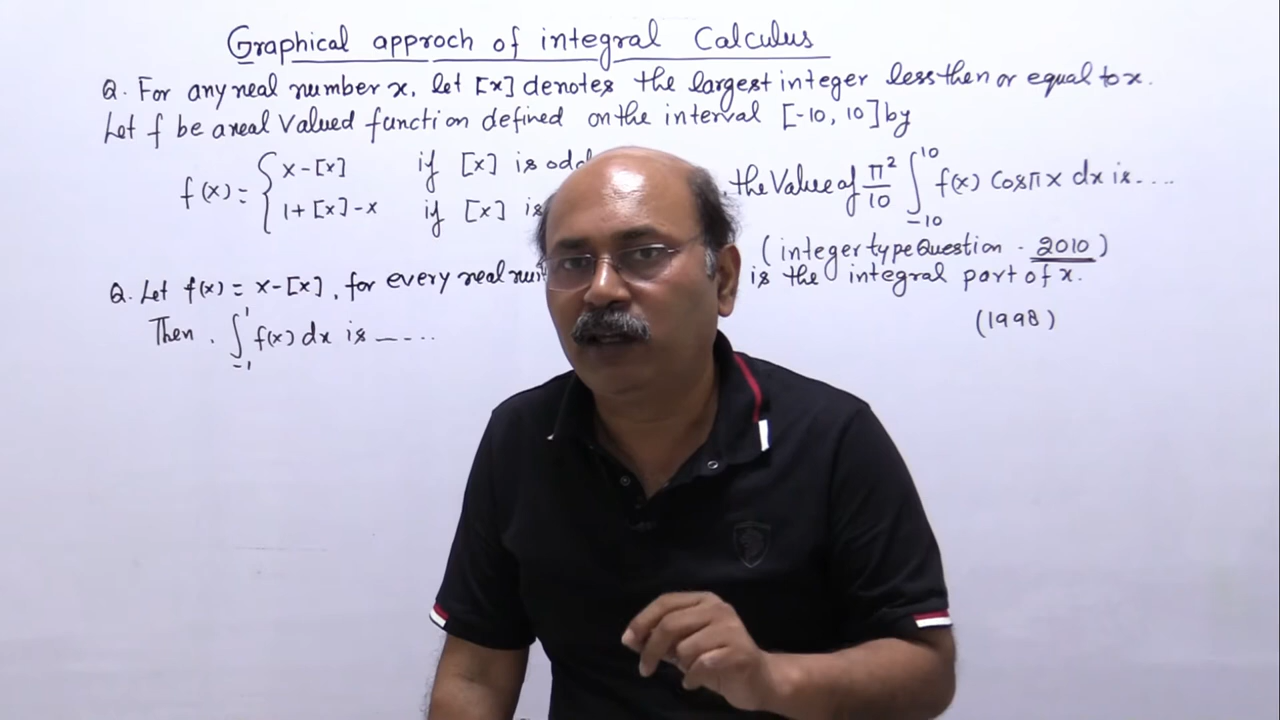 Graphical approch of integral Calculus
Q. For any real number x, let [x] denotes the largest integer less then or equal to x.
Let f be a real valued function defined on the interval [-10, 10] by
f(x) = { x - [x] if [x] is odd
1 + [x] - x if [x] is
, the Value of π²/10 ∫₋₁₀¹⁰ f(x) Cosπx dx is....
(integer type Question - 2010)
Q. Let f(x) = x - [x], for every real is the integral part of x.
Then, ∫₋₁¹ f(x) dx is -....
(1998)